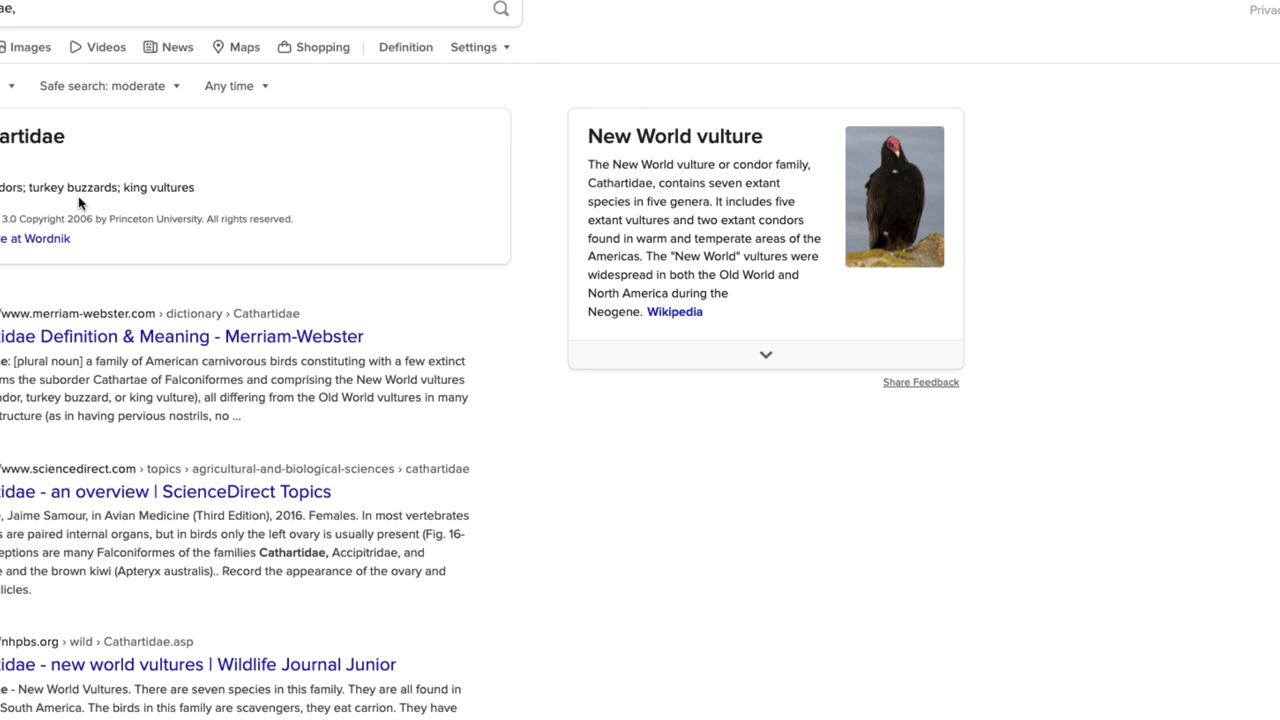 ae,
Privac
Images Videos News Maps Shopping Definition Settings
Safe search: moderate Any time
artidae
dors; turkey buzzards; king vultures
3.0 Copyright 2006 by Princeton University. All rights reserved.
re at Wordnik
New World vulture
The New World vulture or condor family,
Cathartidae, contains seven extant
species in five genera. It includes five
extant vultures and two extant condors
found in warm and temperate areas of the
Americas. The "New World" vultures were
widespread in both the Old World and
North America during the
Neogene. Wikipedia
Share Feedback
/www.merriam-webster.com › dictionary › Cathartidae
tidae Definition & Meaning - Merriam-Webster
e: [plural noun] a family of American carnivorous birds constituting with a few extinct
ms the suborder Cathartae of Falconiformes and comprising the New World vultures
ndor, turkey buzzard, or king vulture), all differing from the Old World vultures in many
tructure (as in having pervious nostrils, no ...
/www.sciencedirect.com › topics › agricultural-and-biological-sciences › cathartidae
tidae - an overview | ScienceDirect Topics
, Jaime Samour, in Avian Medicine (Third Edition), 2016. Females. In most vertebrates
s are paired internal organs, but in birds only the left ovary is usually present (Fig. 16-
eptions are many Falconiformes of the families Cathartidae, Accipitridae, and
e and the brown kiwi (Apteryx australis).. Record the appearance of the ovary and
llicles.
/nhpbs.org › wild › Cathartidae.asp
tidae - new world vultures | Wildlife Journal Junior
e - New World Vultures. There are seven species in this family. They are all found in
South America. The birds in this family are scavengers, they eat carrion. They have